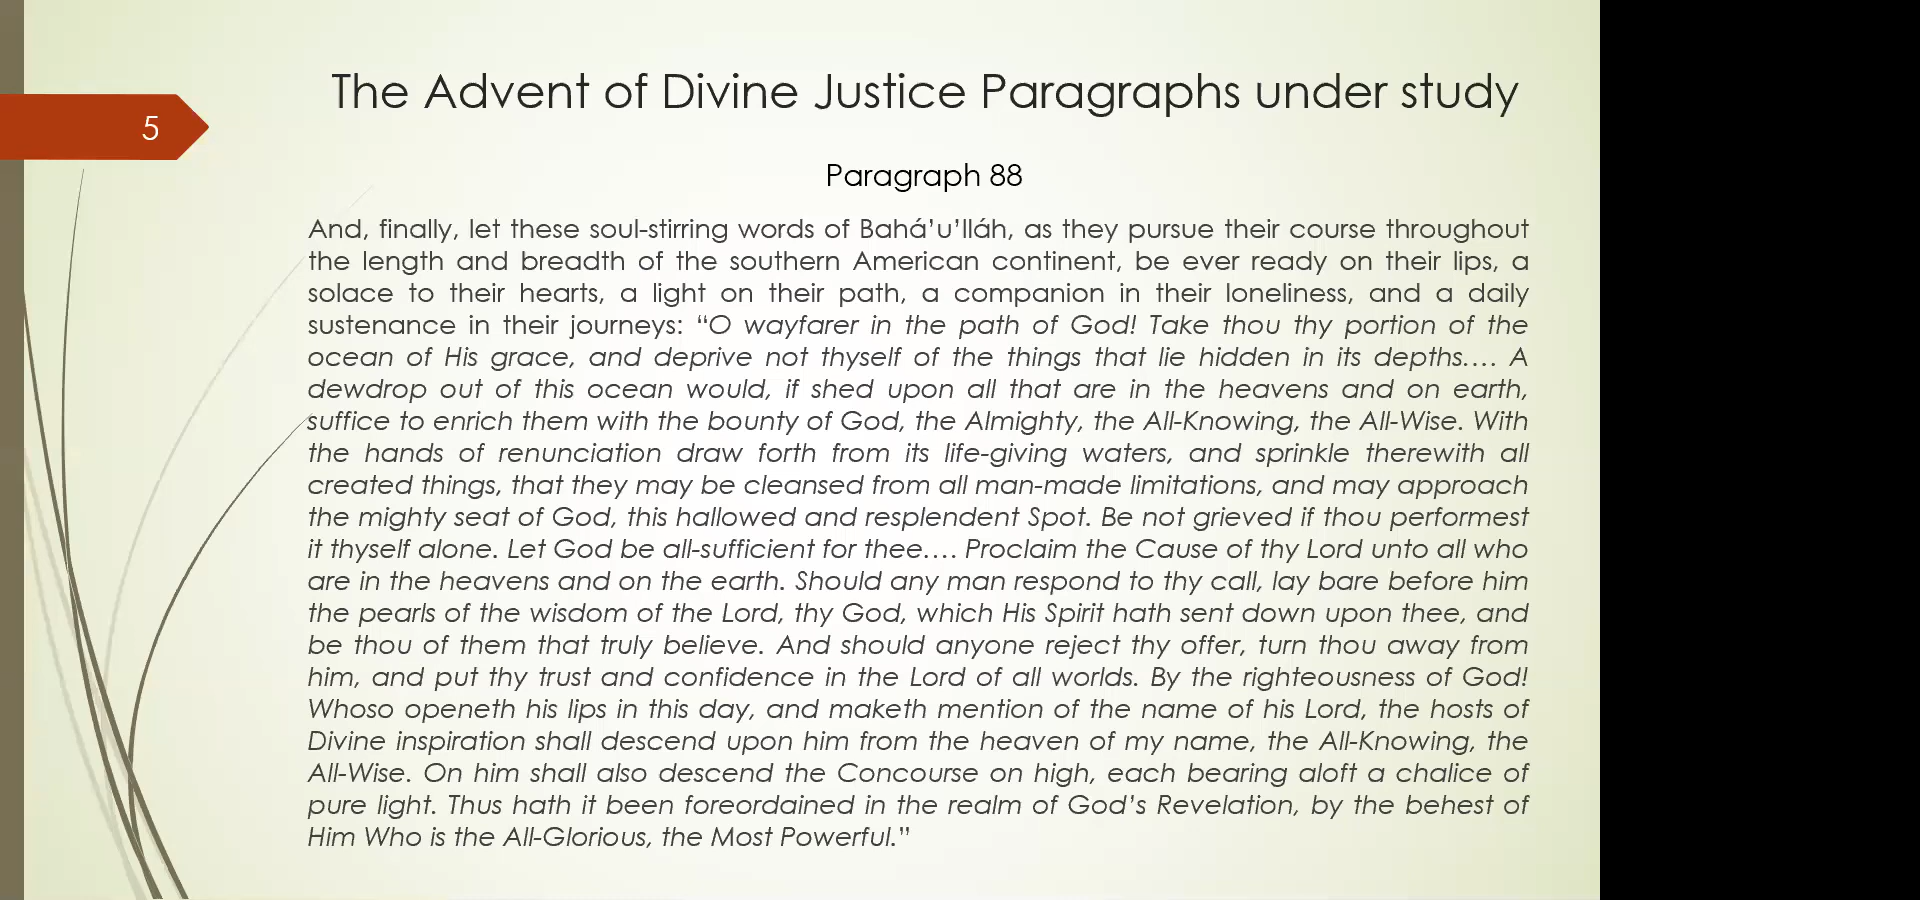 The Advent of Divine Justice Paragraphs under study
5
Paragraph 88
And, finally, let these soul-stirring words of Bahá’u’lláh, as they pursue their course throughout
the length and breadth of the southern American continent, be ever ready on their lips, a
solace to their hearts, a light on their path, a companion in their loneliness, and a daily
sustenance in their journeys: “O wayfarer in the path of God! Take thou thy portion of the
ocean of His grace, and deprive not thyself of the things that lie hidden in its depths.... A
dewdrop out of this ocean would, if shed upon all that are in the heavens and on earth,
suffice to enrich them with the bounty of God, the Almighty, the All-Knowing, the All-Wise. With
the hands of renunciation draw forth from its life-giving waters, and sprinkle therewith all
created things, that they may be cleansed from all man-made limitations, and may approach
the mighty seat of God, this hallowed and resplendent Spot. Be not grieved if thou performest
it thyself alone. Let God be all-sufficient for thee.... Proclaim the Cause of thy Lord unto all who
are in the heavens and on the earth. Should any man respond to thy call, lay bare before him
the pearls of the wisdom of the Lord, thy God, which His Spirit hath sent down upon thee, and
be thou of them that truly believe. And should anyone reject thy offer, turn thou away from
him, and put thy trust and confidence in the Lord of all worlds. By the righteousness of God!
Whoso openeth his lips in this day, and maketh mention of the name of his Lord, the hosts of
Divine inspiration shall descend upon him from the heaven of my name, the All-Knowing, the
All-Wise. On him shall also descend the Concourse on high, each bearing aloft a chalice of
pure light. Thus hath it been foreordained in the realm of God’s Revelation, by the behest of
Him Who is the All-Glorious, the Most Powerful.”